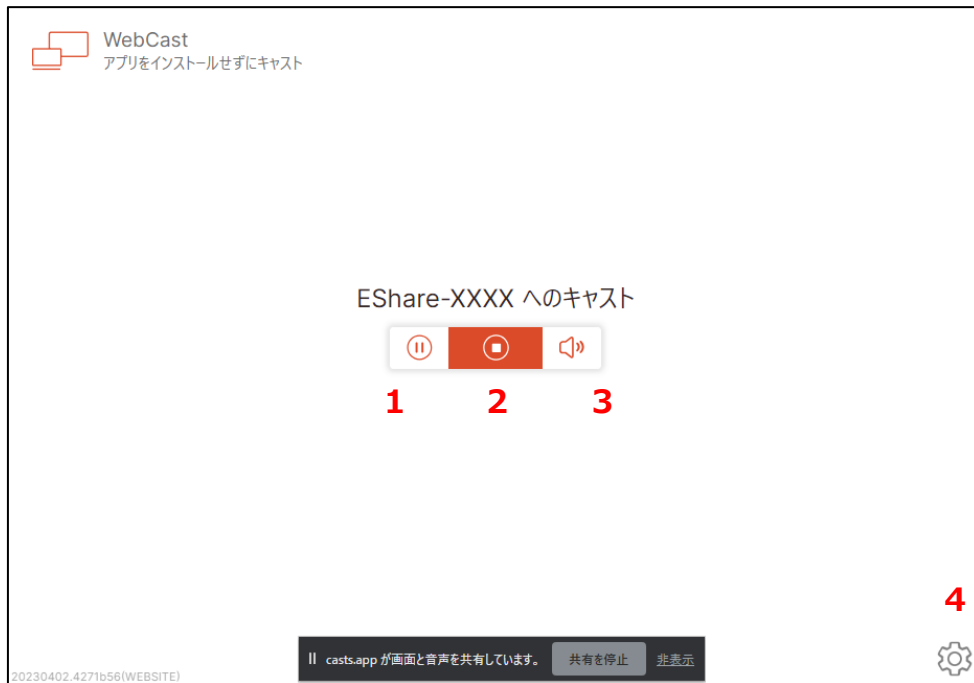 WebCast
アプリをインストールせずにキャスト
EShare-XXXX へのキャスト
1 2 3
4
casts.app が画面と音声を共有しています。 共有を停止 非表示
20230402.4271b56(WEBSITE)